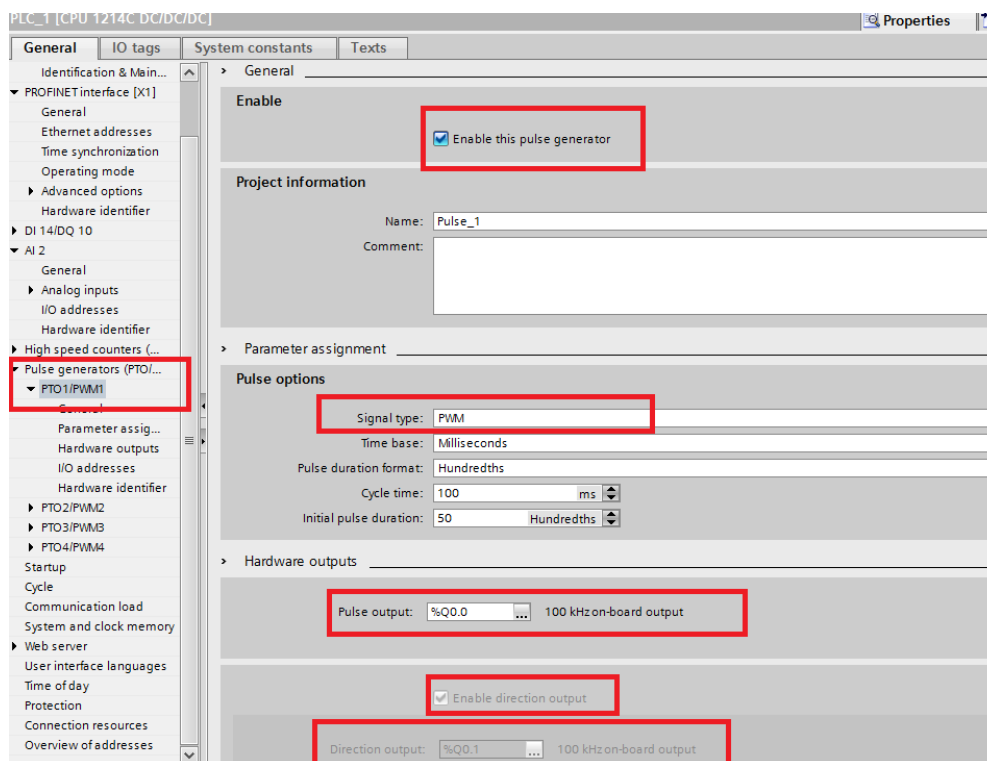 PLC_1 [CPU 1214C DC/DC/DC]
Properties
General IO tags System constants Texts
Identification & Main...
PROFINET interface [X1]
General
Ethernet addresses
Time synchronization
Operating mode
Advanced options
Hardware identifier
DI 14/DQ 10
AI 2
General
Analog inputs
I/O addresses
Hardware identifier
High speed counters (...
Pulse generators (PTO/...
PTO1/PWM1
General
Parameter assig...
Hardware outputs
I/O addresses
Hardware identifier
PTO2/PWM2
PTO3/PWM3
PTO4/PWM4
Startup
Cycle
Communication load
System and clock memory
Web server
User interface languages
Time of day
Protection
Connection resources
Overview of addresses
General
Enable
Enable this pulse generator
Project information
Name: Pulse_1
Comment:
Parameter assignment
Pulse options
Signal type: PWM
Time base: Milliseconds
Pulse duration format: Hundredths
Cycle time: 100 ms
Initial pulse duration: 50 Hundredths
Hardware outputs
Pulse output: %Q0.0 ... 100 kHz on-board output
Enable direction output
Direction output: %Q0.1 ... 100 kHz on-board output